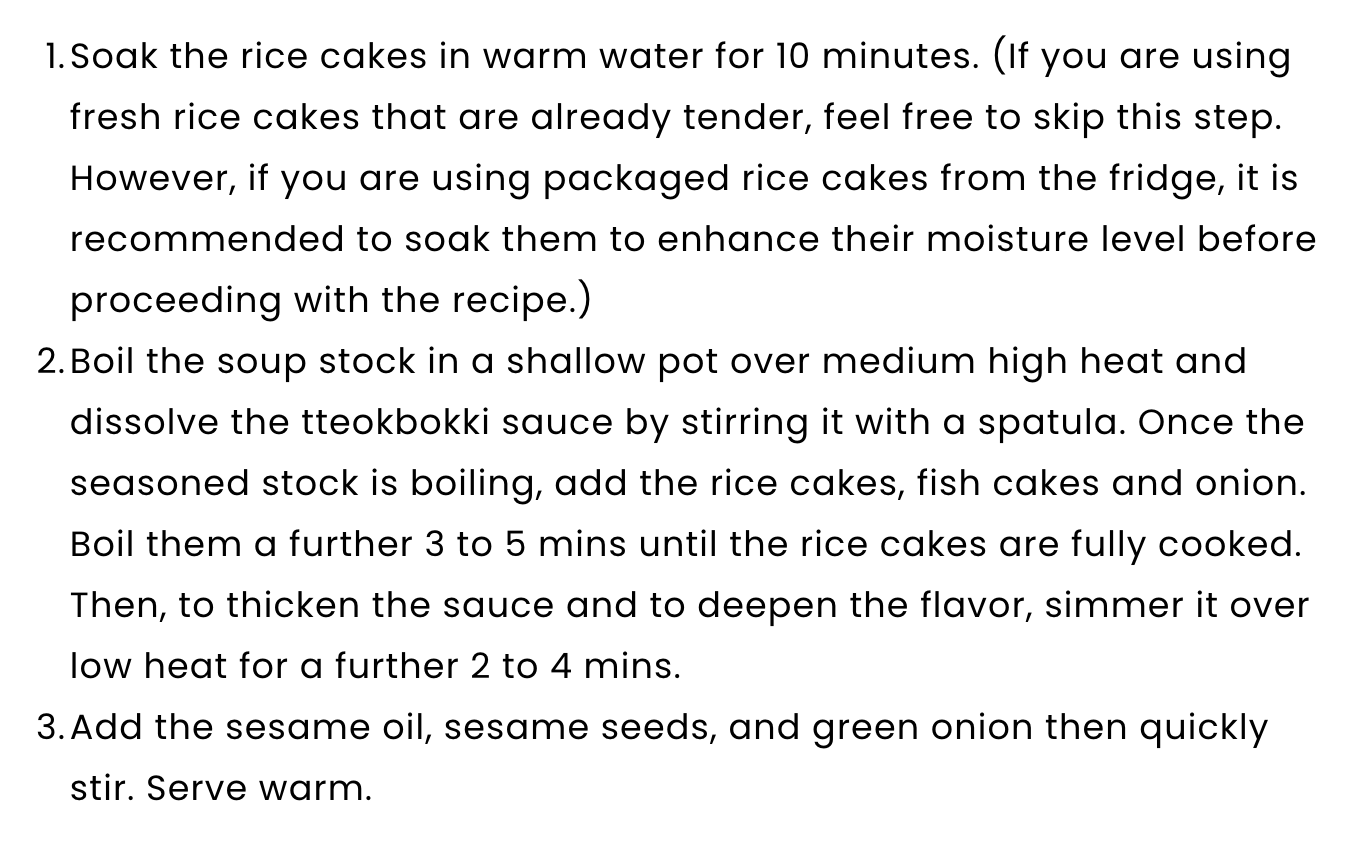 1. Soak the rice cakes in warm water for 10 minutes. (If you are using
fresh rice cakes that are already tender, feel free to skip this step.
However, if you are using packaged rice cakes from the fridge, it is
recommended to soak them to enhance their moisture level before
proceeding with the recipe.)
2. Boil the soup stock in a shallow pot over medium high heat and
dissolve the tteokbokki sauce by stirring it with a spatula. Once the
seasoned stock is boiling, add the rice cakes, fish cakes and onion.
Boil them a further 3 to 5 mins until the rice cakes are fully cooked.
Then, to thicken the sauce and to deepen the flavor, simmer it over
low heat for a further 2 to 4 mins.
3. Add the sesame oil, sesame seeds, and green onion then quickly
stir. Serve warm.